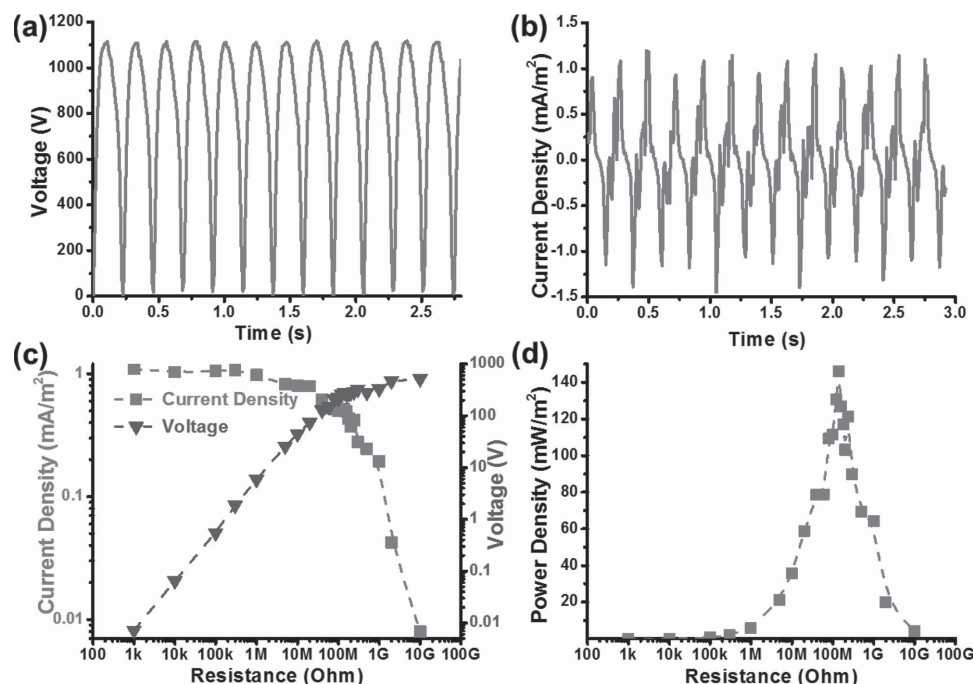 (a)
Voltage (V)
1200
1000
800
600
400
200
0
0.0 0.5 1.0 1.5 2.0 2.5
Time (s)
(b)
Current Density (mA/m²)
1.5
1.0
0.5
0.0
-0.5
-1.0
-1.5
0.0 0.5 1.0 1.5 2.0 2.5 3.0
Time (s)
(c)
Current Density (mA/m²)
1
0.1
0.01
Current Density
Voltage
1000
100
10
1
0.1
0.01
Voltage (V)
100 1k 10k 100k 1M 10M 100M 1G 10G 100G
Resistance (Ohm)
(d)
Power Density (mW/m²)
140
120
100
80
60
40
20
100 1k 10k 100k 1M 10M 100M 1G 10G 100G
Resistance (Ohm)